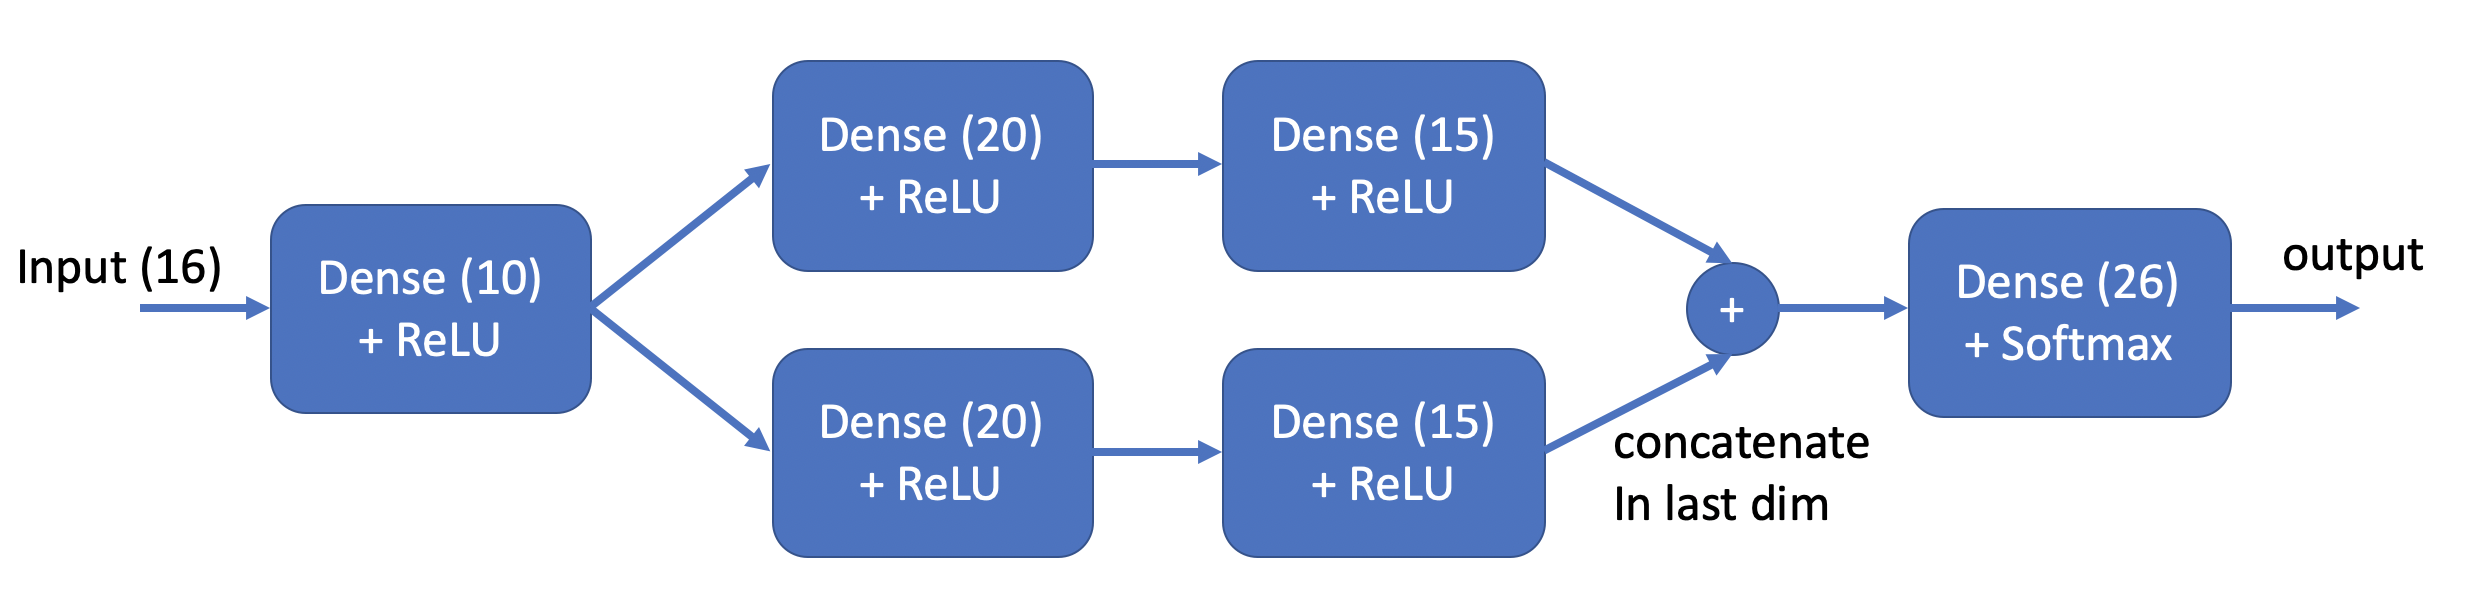 Input (16)
Dense (10)
+ ReLU
Dense (20)
+ ReLU
Dense (15)
+ ReLU
Dense (20)
+ ReLU
Dense (15)
+ ReLU
+
concatenate
In last dim
Dense (26)
+ Softmax
output